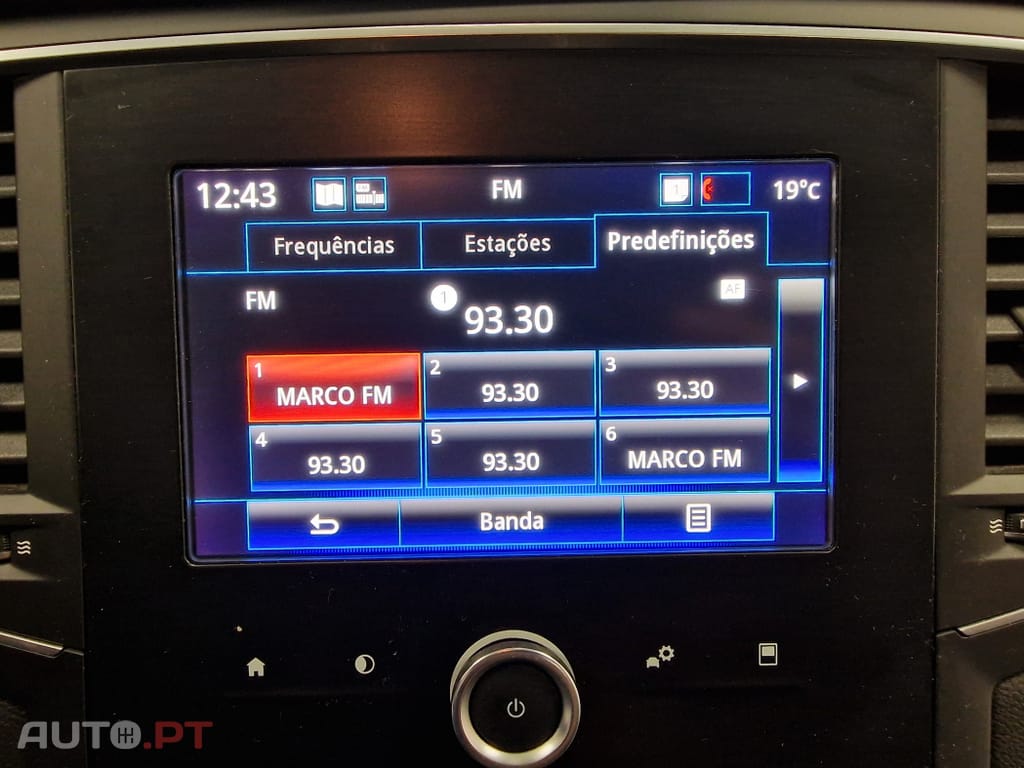 12:43 FM 1 19°c
Frequências Estações Predefinições
FM 1 93.30 AF
1 MARCO FM 2 93.30 3 93.30
4 93.30 5 93.30 6 MARCO FM
Banda
AUTO.PT